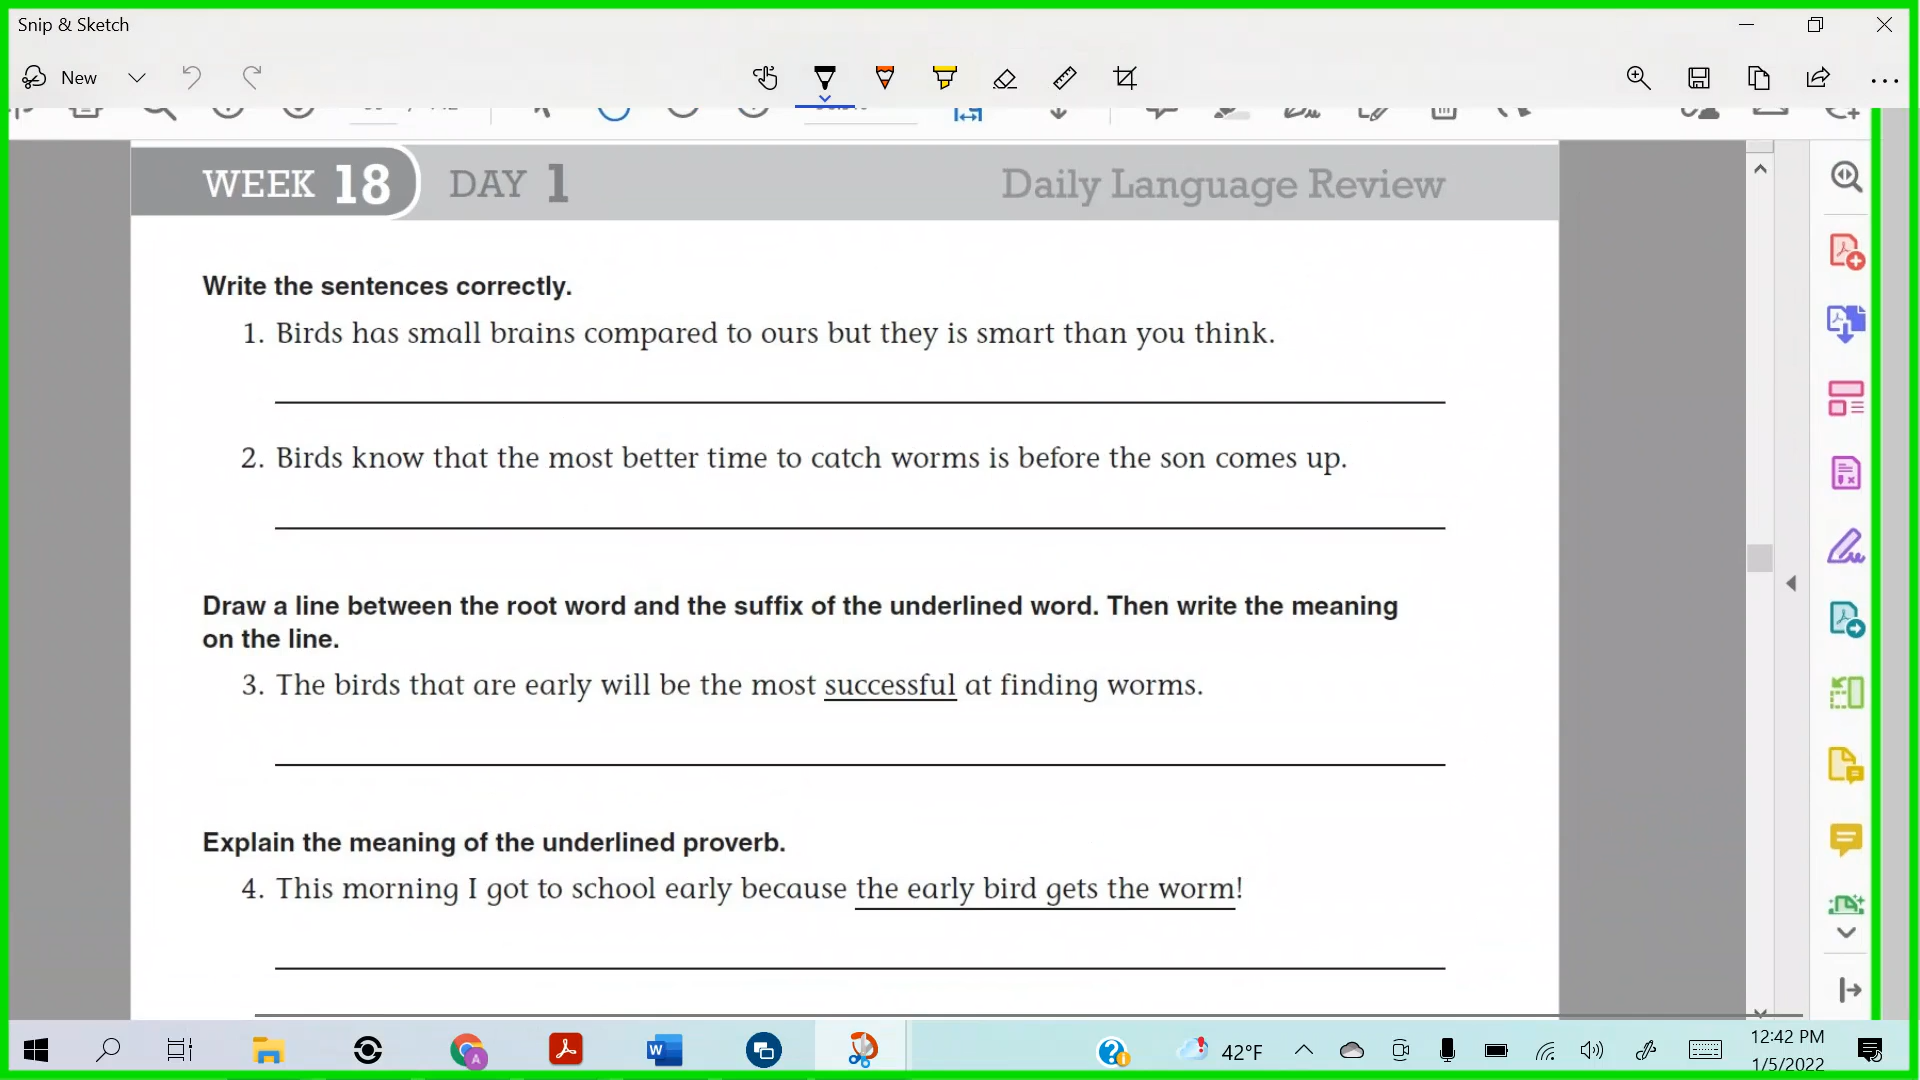 Snip & Sketch
New
WEEK 18 DAY 1 Daily Language Review
Write the sentences correctly.
1. Birds has small brains compared to ours but they is smart than you think.
2. Birds know that the most better time to catch worms is before the son comes up.
Draw a line between the root word and the suffix of the underlined word. Then write the meaning
on the line.
3. The birds that are early will be the most successful at finding worms.
Explain the meaning of the underlined proverb.
4. This morning I got to school early because the early bird gets the worm!
42°F
12:42 PM
1/5/2022